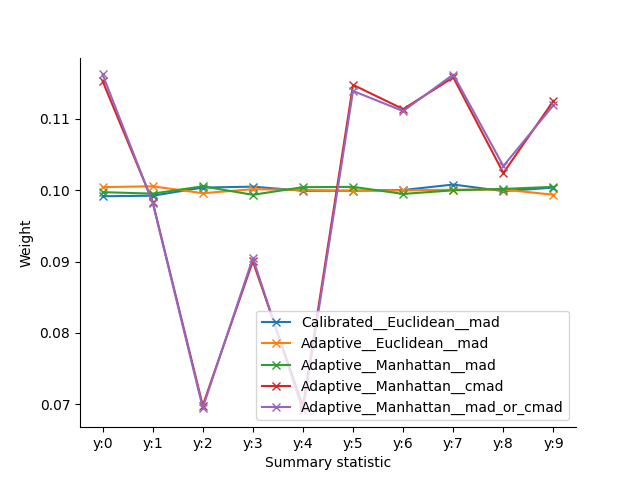 0.11
0.10
0.09
0.08
0.07
Weight
Calibrated__Euclidean__mad
Adaptive__Euclidean__mad
Adaptive__Manhattan__mad
Adaptive__Manhattan__cmad
Adaptive__Manhattan__mad_or_cmad
y:0 y:1 y:2 y:3 y:4 y:5 y:6 y:7 y:8 y:9
Summary statistic